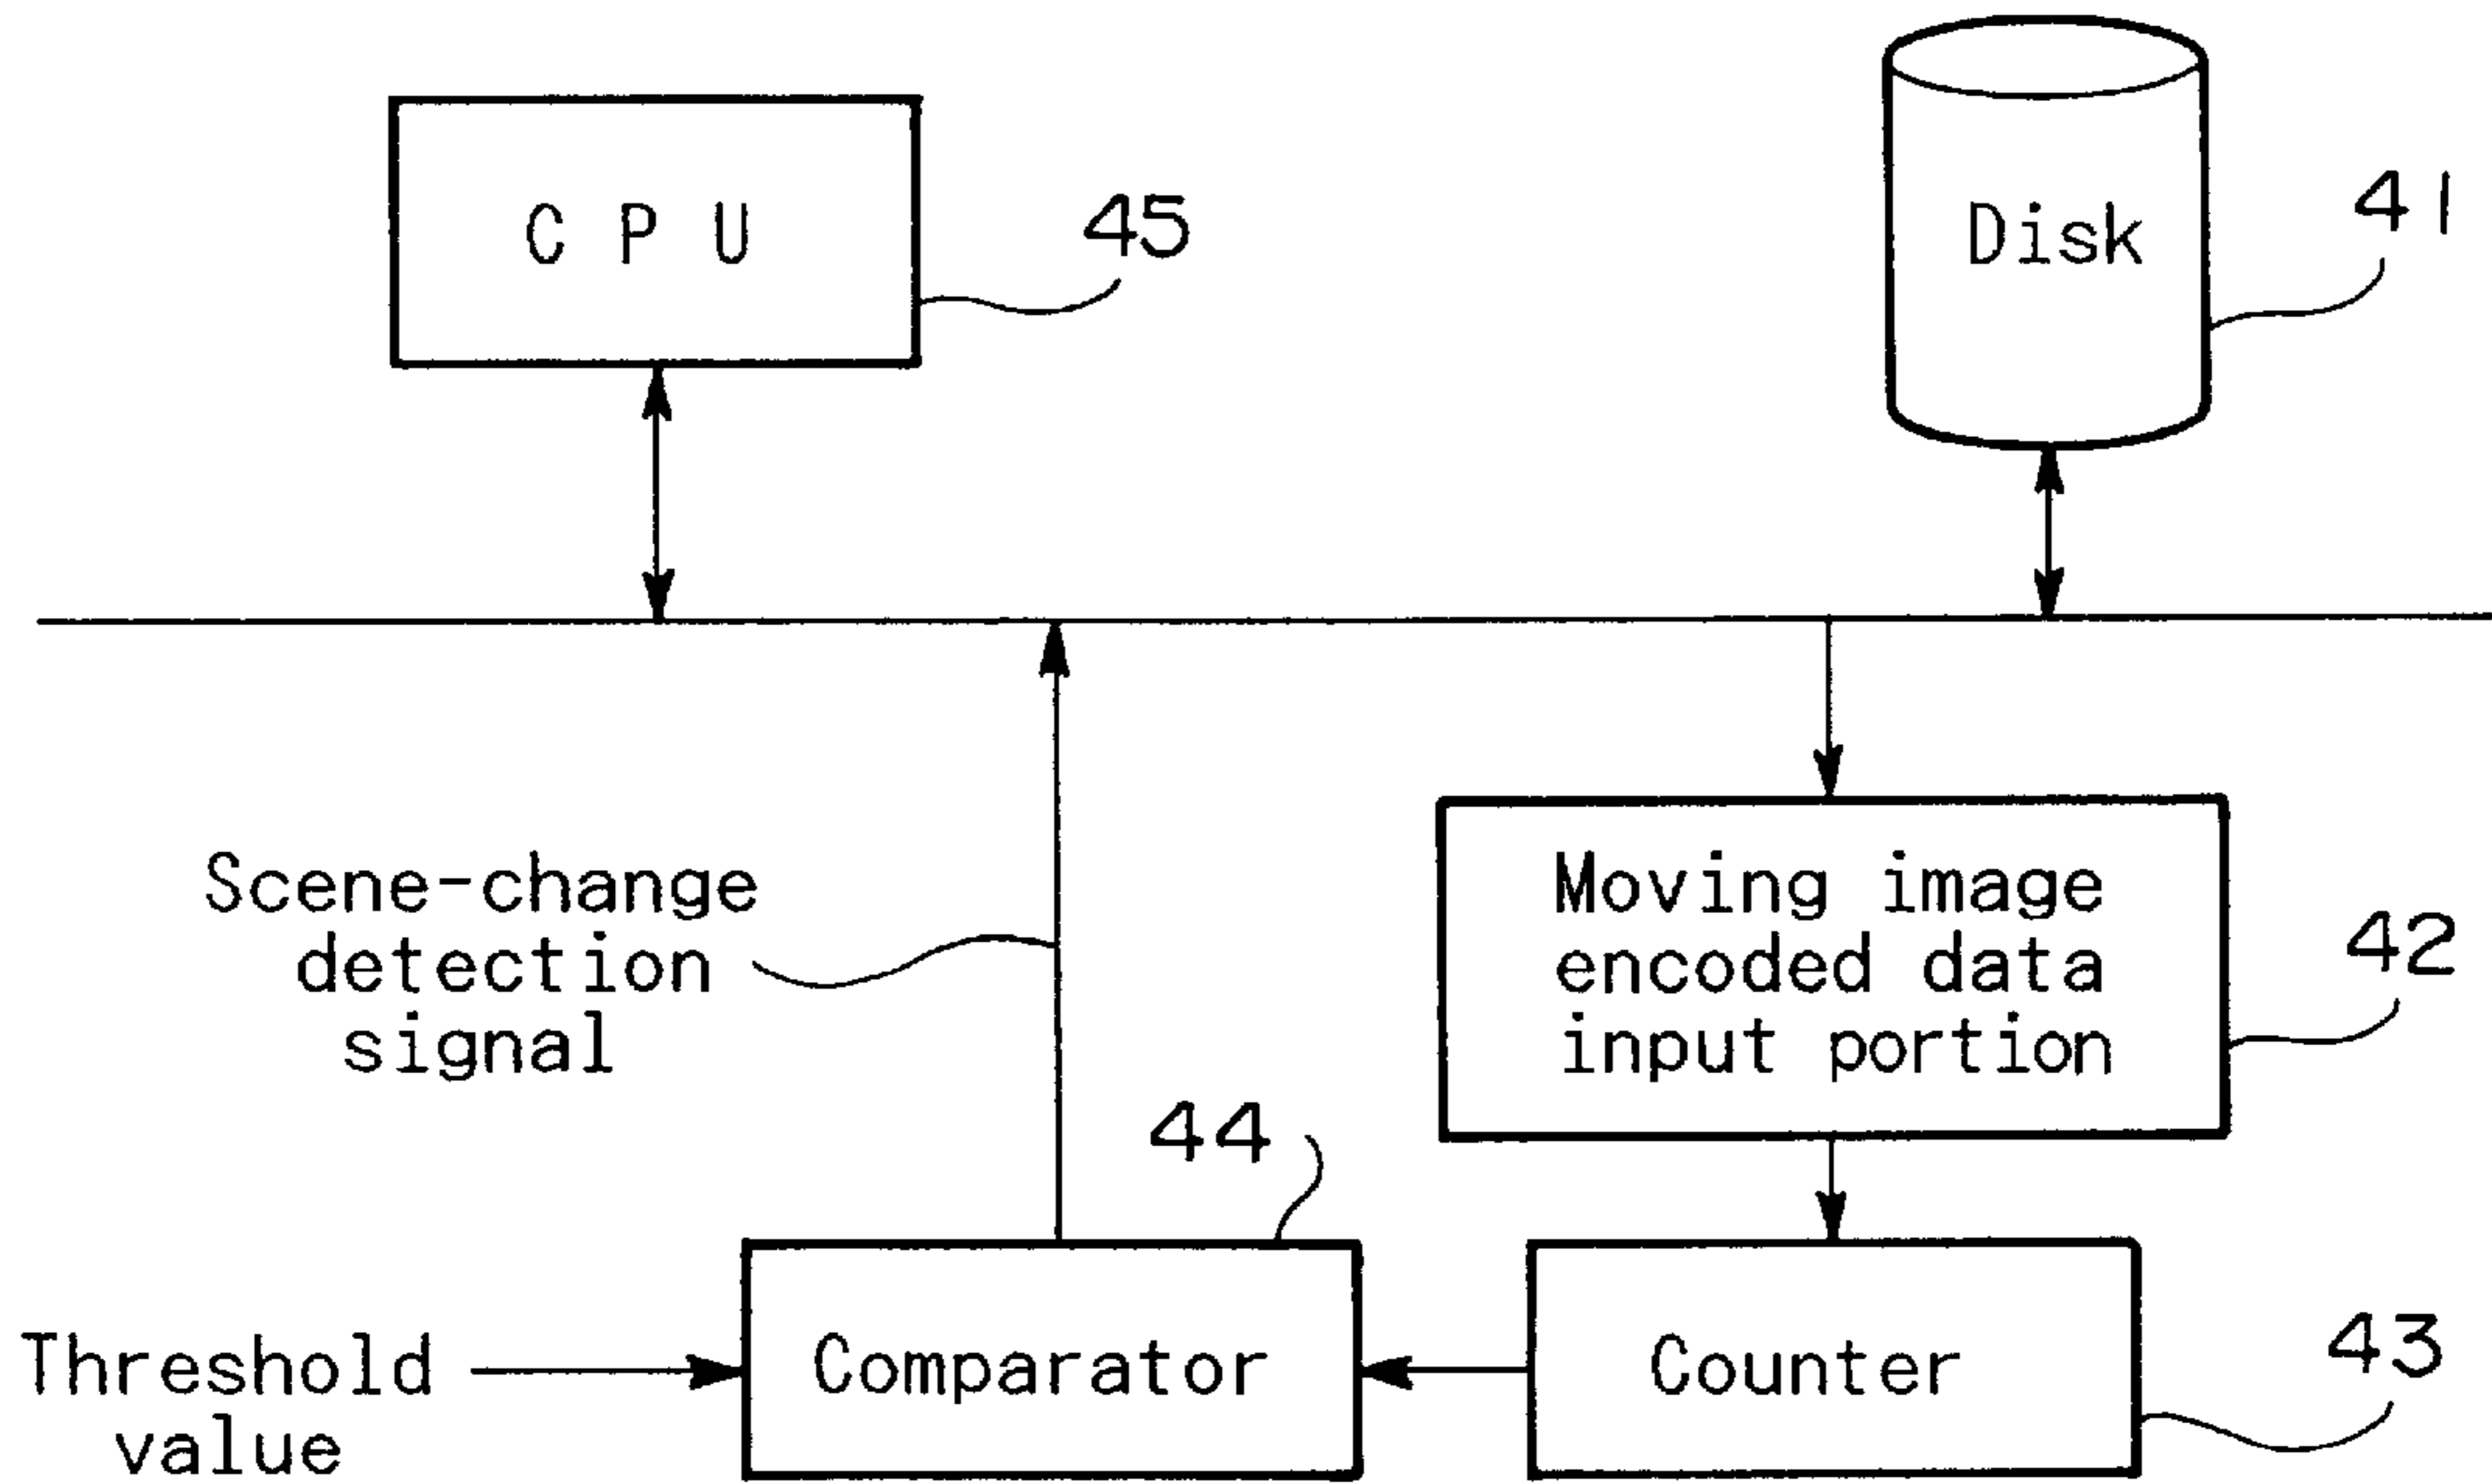 C P U
45
Disk
41
Scene-change
detection
signal
Moving image
encoded data
input portion
42
44
Threshold
value
Comparator
Counter
43